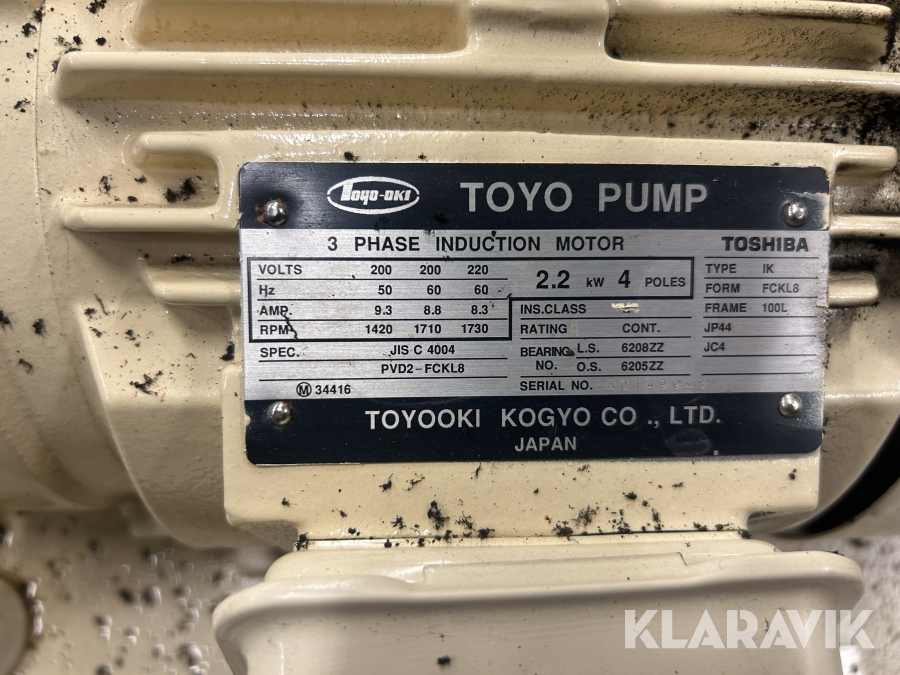 Toyo-OKI TOYO PUMP
3 PHASE INDUCTION MOTOR TOSHIBA
VOLTS 200 200 220
Hz 50 60 60
AMP. 9.3 8.8 8.3
RPM 1420 1710 1730
2.2 kW 4 POLES
TYPE IK
FORM FCKL8
FRAME 100L
JP44
JC4
INS.CLASS
RATING CONT.
BEARING L.S. 6208ZZ
NO. O.S. 6205ZZ
SERIAL NO.
SPEC. JIS C 4004
PVD2-FCKL8
M 34416
TOYOOKI KOGYO CO., LTD.
JAPAN
KLARAVIK